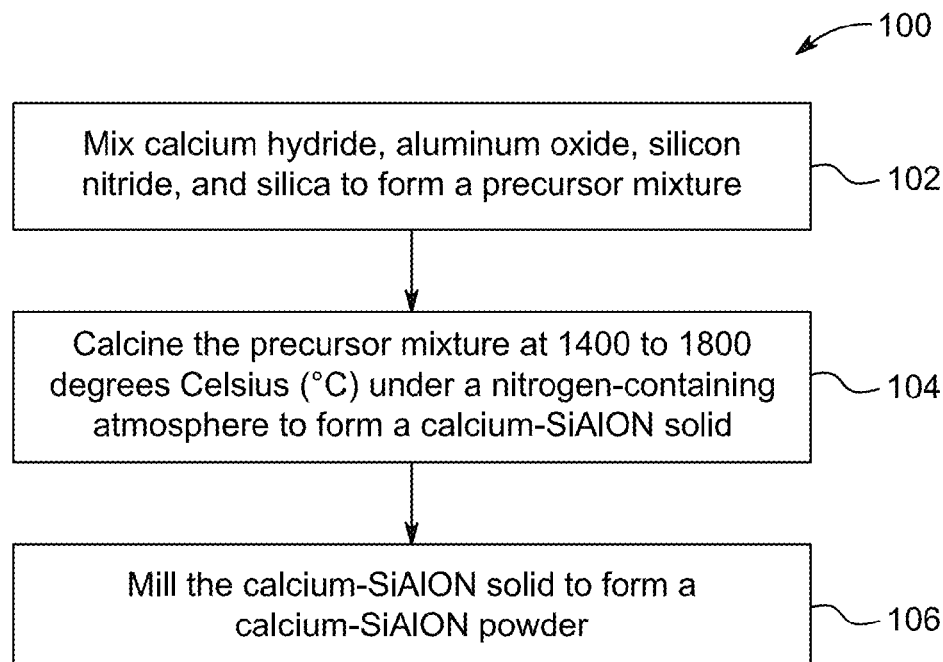 100
Mix calcium hydride, aluminum oxide, silicon
nitride, and silica to form a precursor mixture
102
Calcine the precursor mixture at 1400 to 1800
degrees Celsius (°C) under a nitrogen-containing
atmosphere to form a calcium-SiAlON solid
104
Mill the calcium-SiAlON solid to form a
calcium-SiAlON powder
106